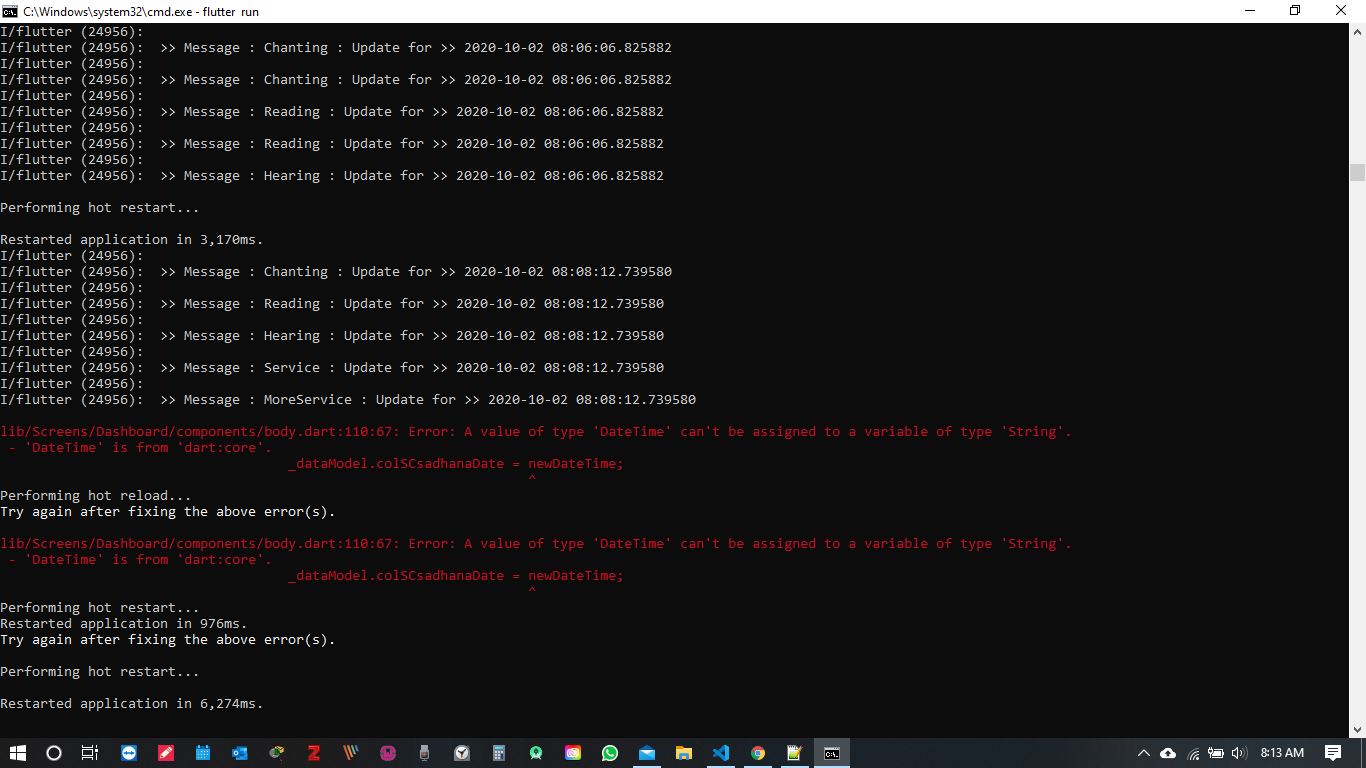 C:\Windows\system32\cmd.exe - flutter run
I/flutter (24956):
I/flutter (24956):  >> Message : Chanting : Update for >> 2020-10-02 08:06:06.825882
I/flutter (24956):
I/flutter (24956):  >> Message : Chanting : Update for >> 2020-10-02 08:06:06.825882
I/flutter (24956):
I/flutter (24956):  >> Message : Reading : Update for >> 2020-10-02 08:06:06.825882
I/flutter (24956):
I/flutter (24956):  >> Message : Reading : Update for >> 2020-10-02 08:06:06.825882
I/flutter (24956):
I/flutter (24956):  >> Message : Hearing : Update for >> 2020-10-02 08:06:06.825882
Performing hot restart...
Restarted application in 3,170ms.
I/flutter (24956):
I/flutter (24956):  >> Message : Chanting : Update for >> 2020-10-02 08:08:12.739580
I/flutter (24956):
I/flutter (24956):  >> Message : Reading : Update for >> 2020-10-02 08:08:12.739580
I/flutter (24956):
I/flutter (24956):  >> Message : Hearing : Update for >> 2020-10-02 08:08:12.739580
I/flutter (24956):
I/flutter (24956):  >> Message : Service : Update for >> 2020-10-02 08:08:12.739580
I/flutter (24956):
I/flutter (24956):  >> Message : MoreService : Update for >> 2020-10-02 08:08:12.739580
lib/Screens/Dashboard/components/body.dart:110:67: Error: A value of type 'DateTime' can't be assigned to a variable of type 'String'.
 - 'DateTime' is from 'dart:core'.
_dataModel.colSCsadhanaDate = newDateTime;
^
Performing hot reload...
Try again after fixing the above error(s).
lib/Screens/Dashboard/components/body.dart:110:67: Error: A value of type 'DateTime' can't be assigned to a variable of type 'String'.
 - 'DateTime' is from 'dart:core'.
_dataModel.colSCsadhanaDate = newDateTime;
^
Performing hot restart...
Restarted application in 976ms.
Try again after fixing the above error(s).
Performing hot restart...
Restarted application in 6,274ms.
8:13 AM